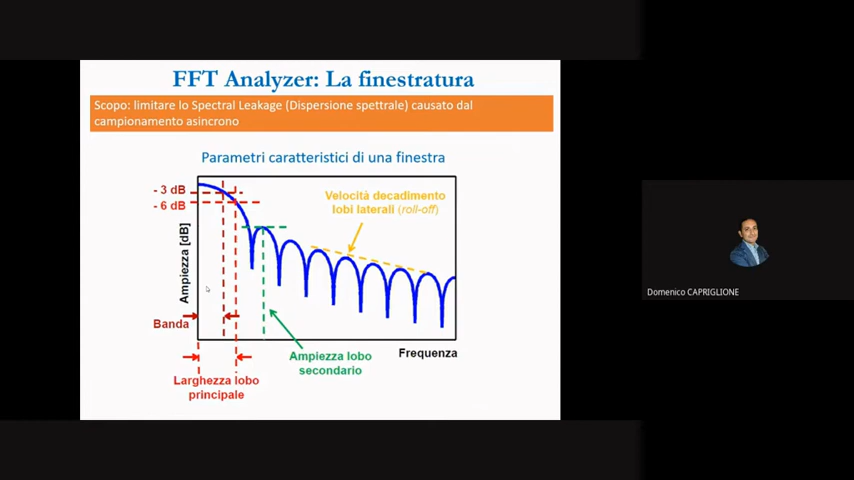 FFT Analyzer: La finestratura
Scopo: limitare lo Spectral Leakage (Dispersione spettrale) causato dal
campionamento asincrono
Parametri caratteristici di una finestra
- 3 dB
- 6 dB
Velocità decadimento
lobi laterali (roll-off)
Ampiezza [dB]
Banda
Ampiezza lobo
secondario
Frequenza
Larghezza lobo
principale
Domenico CAPRIGLIONE